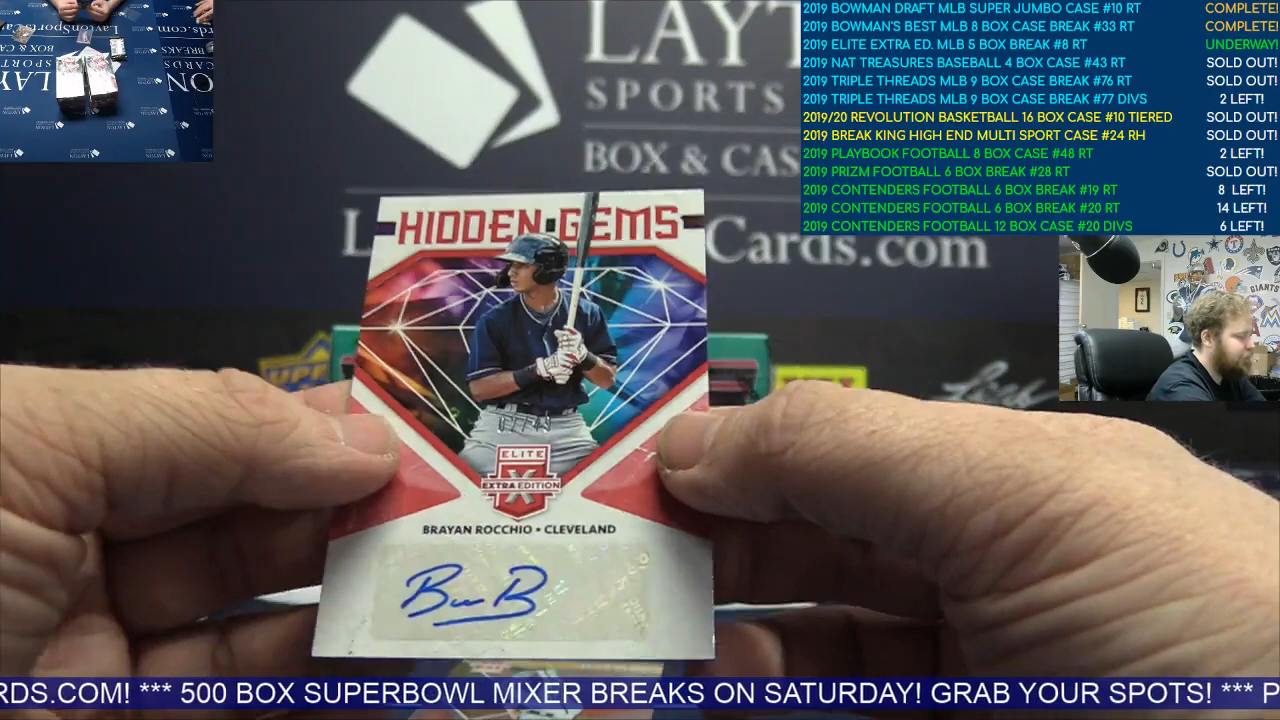 2019 BOWMAN DRAFT MLB SUPER JUMBO CASE #10 RT COMPLETE!
2019 BOWMAN'S BEST MLB 8 BOX CASE BREAK #33 RT COMPLETE!
2019 ELITE EXTRA ED. MLB 5 BOX BREAK #8 RT UNDERWAY!
2019 NAT TREASURES BASEBALL 4 BOX CASE #43 RT SOLD OUT!
2019 TRIPLE THREADS MLB 9 BOX CASE BREAK #76 RT SOLD OUT!
2019 TRIPLE THREADS MLB 9 BOX CASE BREAK #77 DIVS 2 LEFT!
2019/20 REVOLUTION BASKETBALL 16 BOX CASE #10 TIERED SOLD OUT!
2019 BREAK KING HIGH END MULTI SPORT CASE #24 RH SOLD OUT!
2019 PLAYBOOK FOOTBALL 8 BOX CASE #48 RT 2 LEFT!
2019 PRIZM FOOTBALL 6 BOX BREAK #28 RT SOLD OUT!
2019 CONTENDERS FOOTBALL 6 BOX BREAK #19 RT 8 LEFT!
2019 CONTENDERS FOOTBALL 6 BOX BREAK #20 RT 14 LEFT!
2019 CONTENDERS FOOTBALL 12 BOX CASE #20 DIVS 6 LEFT!
LAYT
SPORTS
BOX & CAS
L
Cards.com
HIDDEN GEMS
ELITE
X
EXTRA EDITION
BRAYAN ROCCHIO • CLEVELAND
GIANTS
RDS.COM! *** 500 BOX SUPERBOWL MIXER BREAKS ON SATURDAY! GRAB YOUR SPOTS! *** P